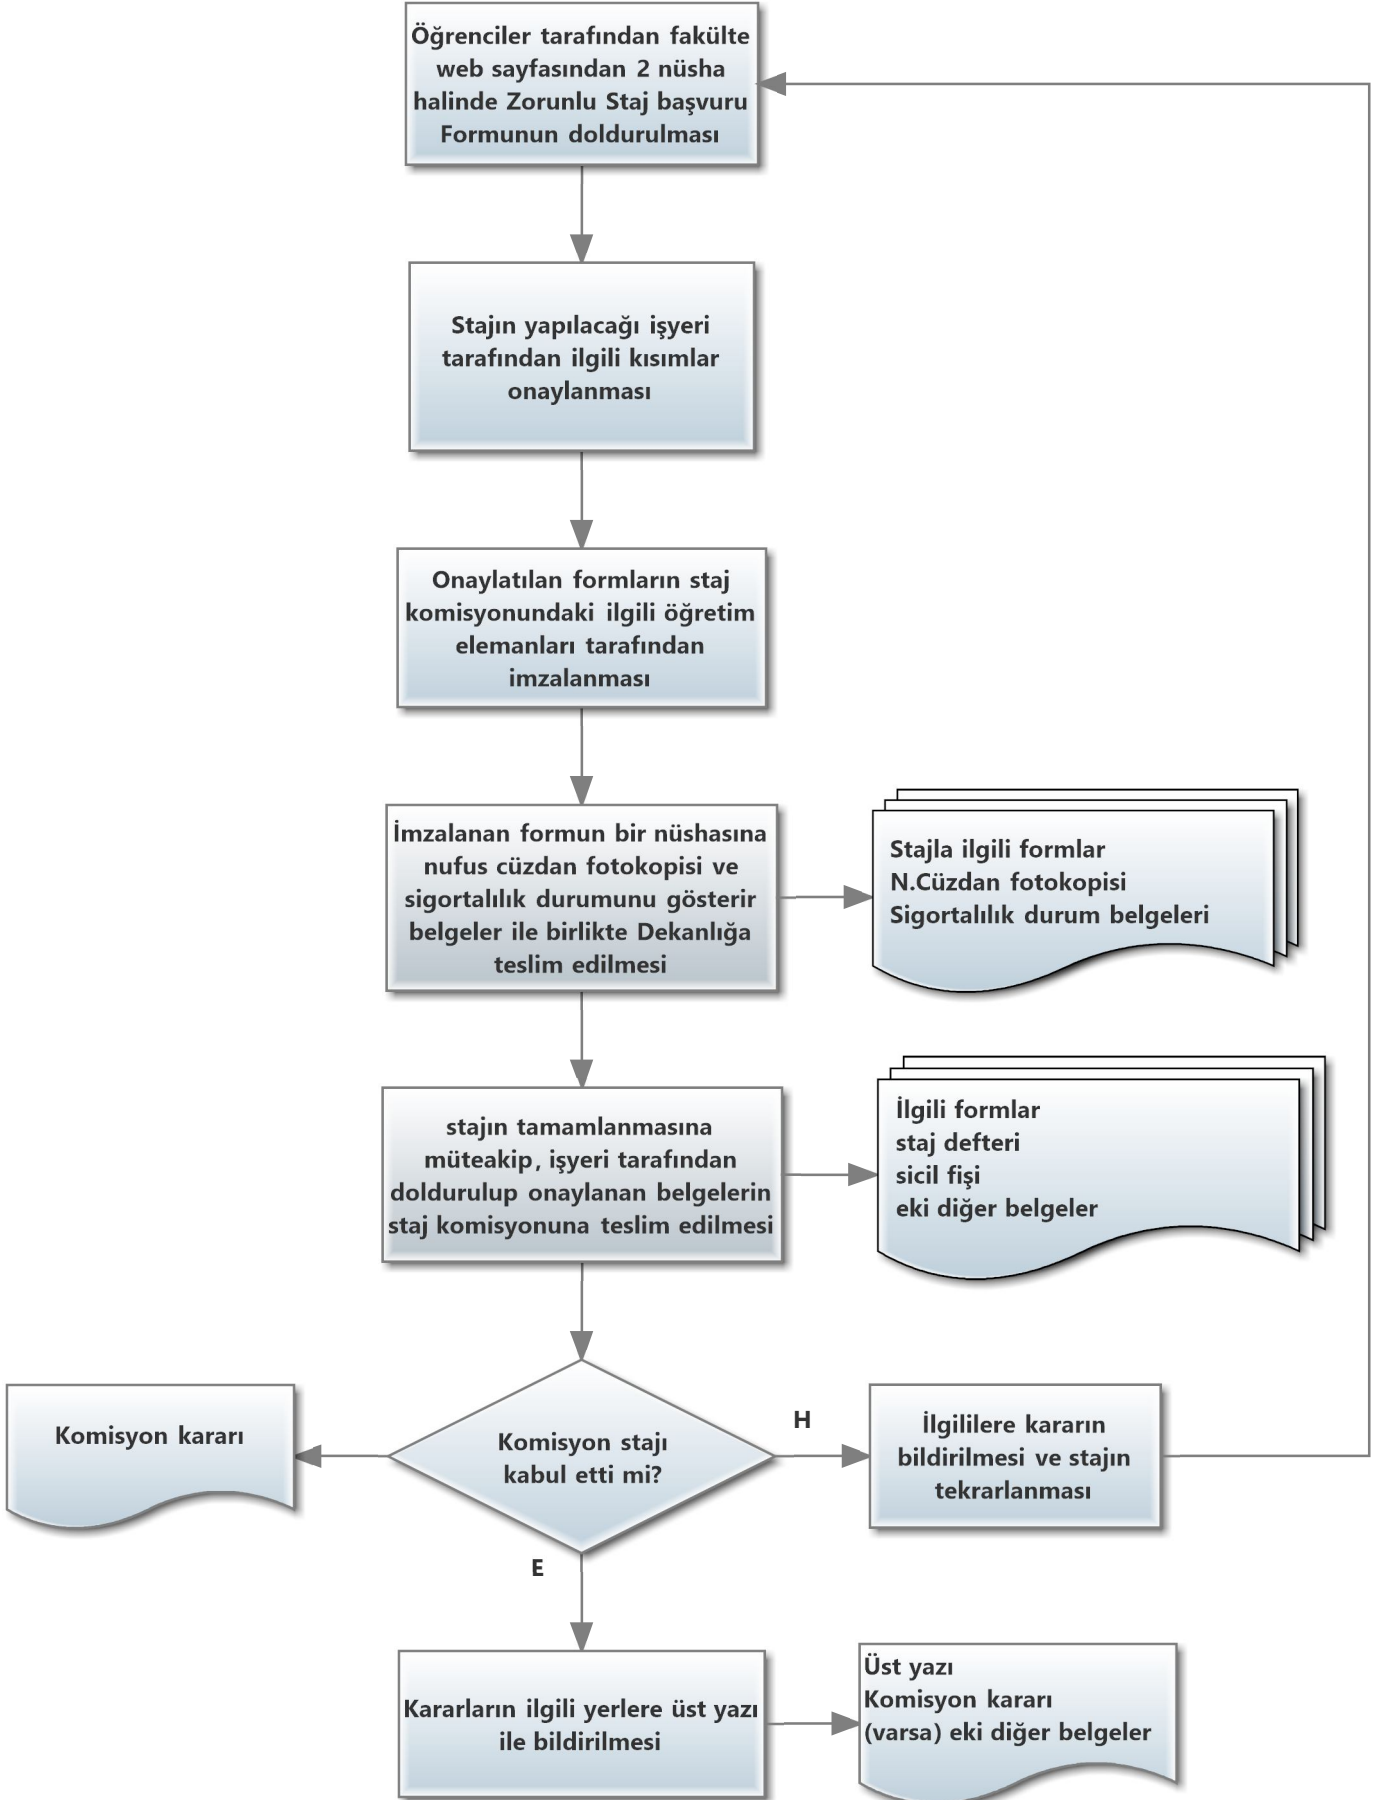 Öğrenciler tarafından fakülte
web sayfasından 2 nüsha
halinde Zorunlu Staj başvuru
Formunun doldurulması
Stajın yapılacağı işyeri
tarafından ilgili kısımlar
onaylanması
Onaylatılan formların staj
komisyonundaki ilgili öğretim
elemanları tarafından
imzalanması
İmzalanan formun bir nüshasına
nufus cüzdan fotokopisi ve
sigortalılık durumunu gösterir
belgeler ile birlikte Dekanlığa
teslim edilmesi
Stajla ilgili formlar
N.Cüzdan fotokopisi
Sigortalılık durum belgeleri
stajın tamamlanmasına
müteakip, işyeri tarafından
doldurulup onaylanan belgelerin
staj komisyonuna teslim edilmesi
İlgili formlar
staj defteri
sicil fişi
eki diğer belgeler
Komisyon kararı
Komisyon stajı
kabul etti mi?
H
İlgililere kararın
bildirilmesi ve stajın
tekrarlanması
E
Kararların ilgili yerlere üst yazı
ile bildirilmesi
Üst yazı
Komisyon kararı
(varsa) eki diğer belgeler